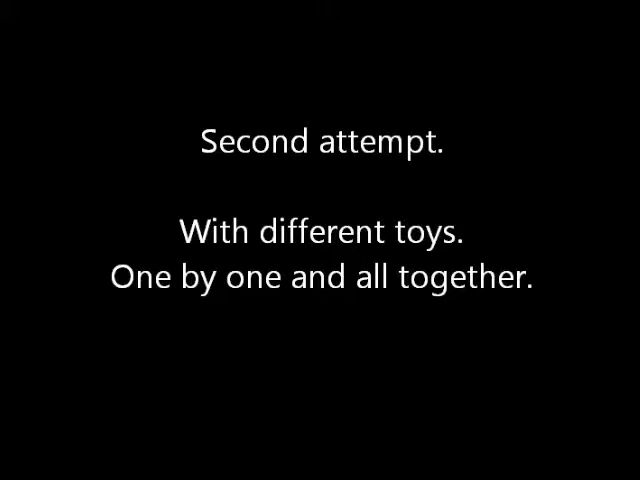 Second attempt.
With different toys.
One by one and all together.